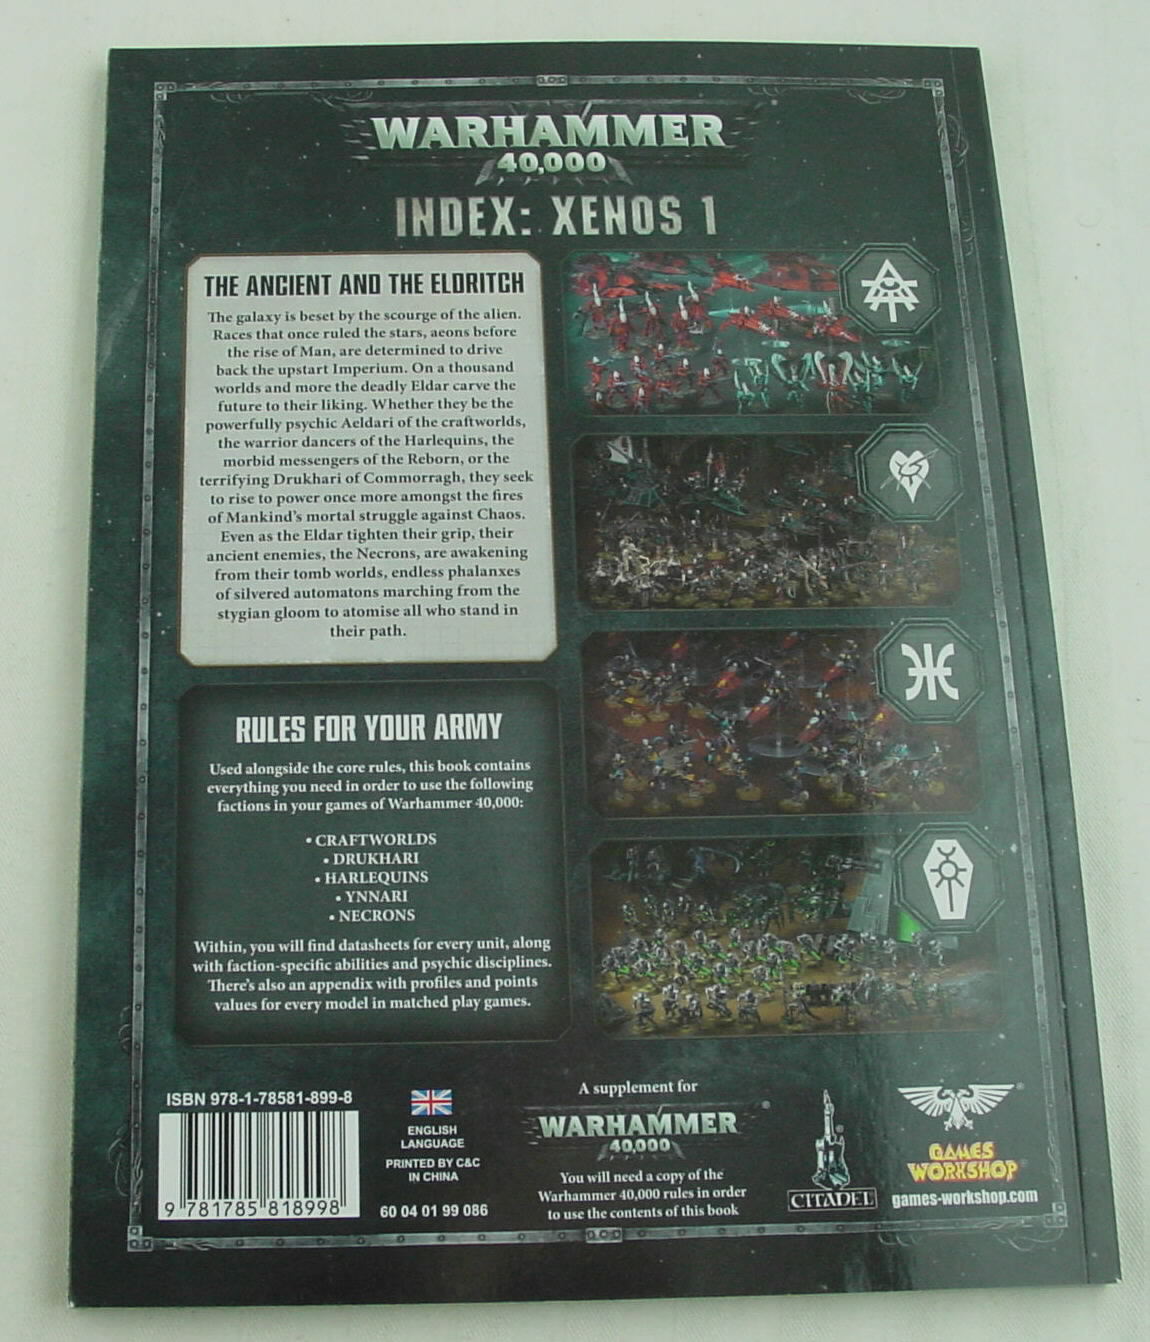 WARHAMMER
40,000
INDEX: XENOS 1
THE ANCIENT AND THE ELDRITCH
The galaxy is beset by the scourge of the alien.
Races that once ruled the stars, aeons before
the rise of Man, are determined to drive
back the upstart Imperium. On a thousand
worlds and more the deadly Eldar carve the
future to their liking. Whether they be the
powerfully psychic Aeldari of the craftworlds,
the warrior dancers of the Harlequins, the
morbid messengers of the Reborn, or the
terrifying Drukhari of Commorragh, they seek
to rise to power once more amongst the fires
of Mankind's mortal struggle against Chaos.
Even as the Eldar tighten their grip, their
ancient enemies, the Necrons, are awakening
from their tomb worlds, endless phalanxes
of silvered automatons marching from the
stygian gloom to atomise all who stand in
their path.
RULES FOR YOUR ARMY
Used alongside the core rules, this book contains
everything you need in order to use the following
factions in your games of Warhammer 40,000:
• CRAFTWORLDS
• DRUKHARI
• HARLEQUINS
• YNNARI
• NECRONS
Within, you will find datasheets for every unit, along
with faction-specific abilities and psychic disciplines.
There's also an appendix with profiles and points
values for every model in matched play games.
ISBN 978-1-78581-899-8
9 781785 818998
ENGLISH
LANGUAGE
PRINTED BY C&C
IN CHINA
60 04 01 99 086
A supplement for
WARHAMMER
40,000
You will need a copy of the
Warhammer 40,000 rules in order
to use the contents of this book
CITADEL
GAMES
WORKSHOP
games-workshop.com